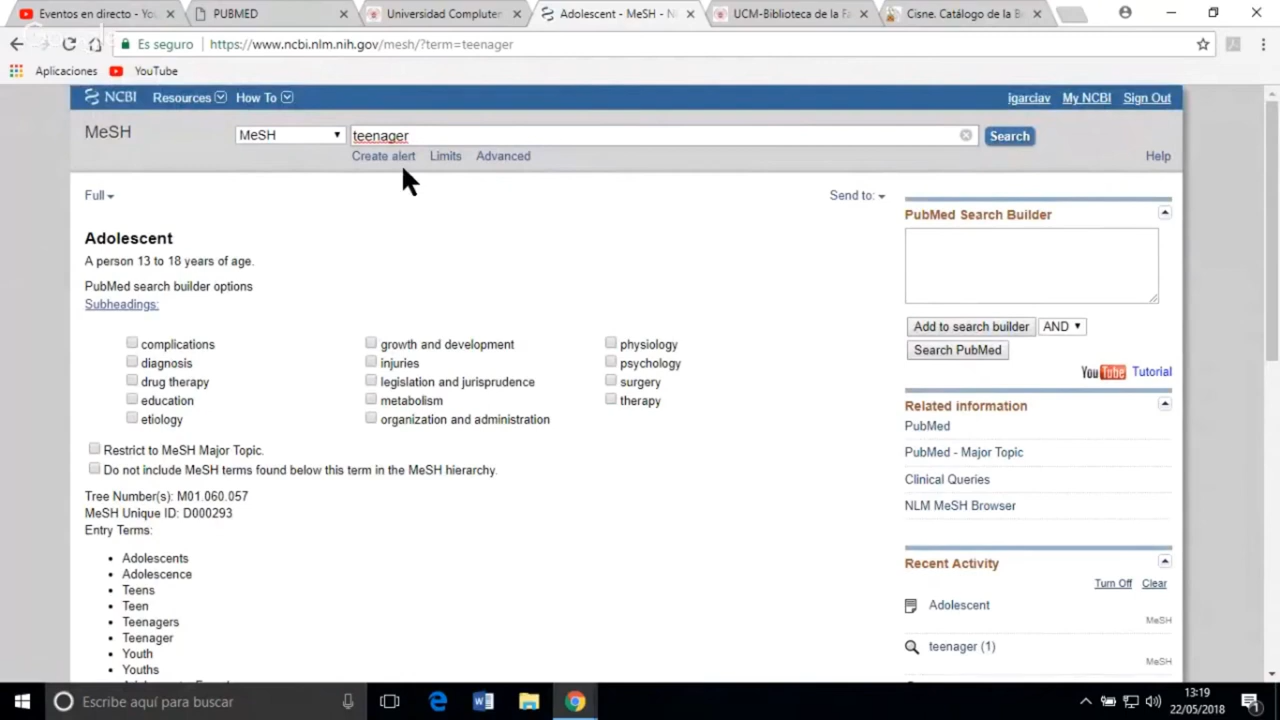 Eventos en directo - You
PUBMED
Universidad Compluten
Adolescent - MeSH - N
UCM-Biblioteca de la Fa
Cisne. Catálogo de la B
Es seguro
https://www.ncbi.nlm.nih.gov/mesh/?term=teenager
Aplicaciones
YouTube
NCBI
Resources
How To
igarciav
My NCBI
Sign Out
MeSH
MeSH
teenager
Search
Create alert
Limits
Advanced
Help
Full
Send to:
Adolescent
A person 13 to 18 years of age.
PubMed search builder options
Subheadings:
complications
growth and development
physiology
diagnosis
injuries
psychology
drug therapy
legislation and jurisprudence
surgery
education
metabolism
therapy
etiology
organization and administration
Restrict to MeSH Major Topic.
Do not include MeSH terms found below this term in the MeSH hierarchy.
Tree Number(s): M01.060.057
MeSH Unique ID: D000293
Entry Terms:
Adolescents
Adolescence
Teens
Teen
Teenagers
Teenager
Youth
Youths
PubMed Search Builder
Add to search builder
AND
Search PubMed
YouTube
Tutorial
Related information
PubMed
PubMed - Major Topic
Clinical Queries
NLM MeSH Browser
Recent Activity
Turn Off
Clear
Adolescent
MeSH
teenager (1)
MeSH
Escribe aquí para buscar
13:19
22/05/2018
1